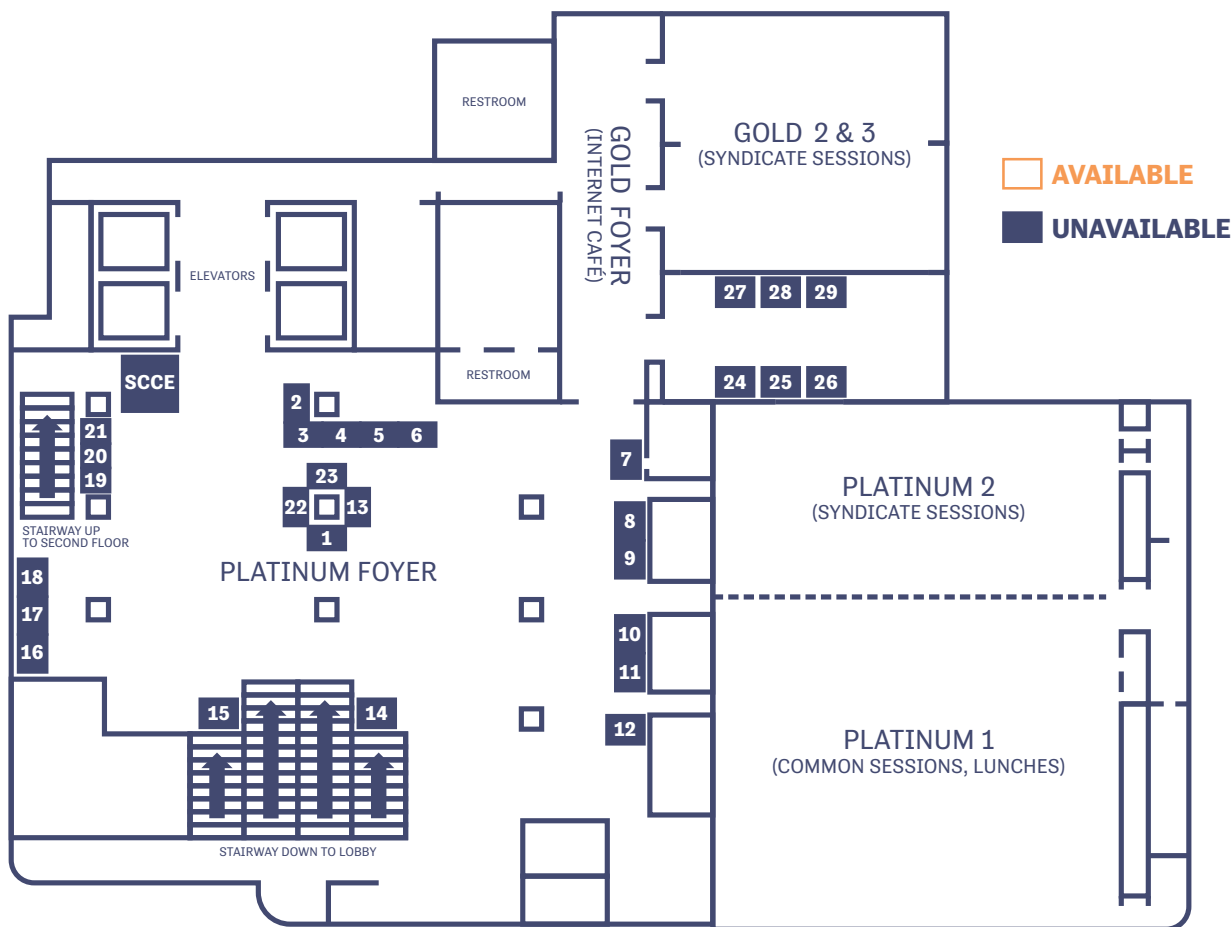 RESTROOM
GOLD FOYER
(INTERNET CAFÉ)
GOLD 2 & 3
(SYNDICATE SESSIONS)
AVAILABLE
UNAVAILABLE
ELEVATORS
27 28 29
RESTROOM
24 25 26
SCCE
2
3 4 5 6
21
20
19
7
23
22 13
1
8
9
PLATINUM 2
(SYNDICATE SESSIONS)
STAIRWAY UP
TO SECOND FLOOR
PLATINUM FOYER
18
17
16
10
11
15
14
12
PLATINUM 1
(COMMON SESSIONS, LUNCHES)
STAIRWAY DOWN TO LOBBY